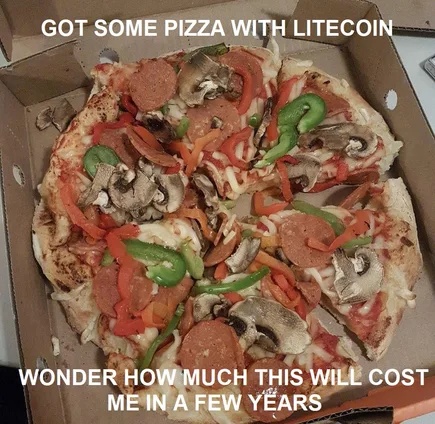 GOT SOME PIZZA WITH LITECOIN
WONDER HOW MUCH THIS WILL COST
ME IN A FEW YEARS